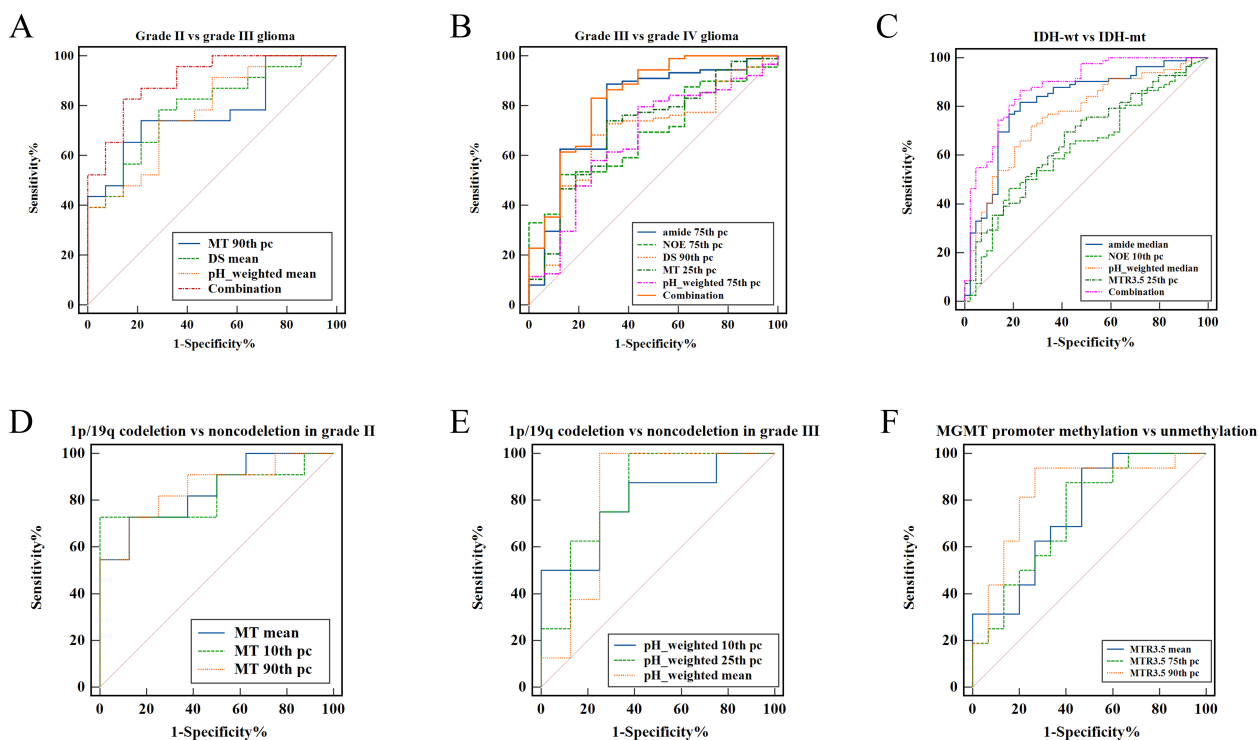 A
Grade II vs grade III glioma
Sensitivity%
100
80
60
40
20
0
MT 90th pc
DS mean
pH_weighted mean
Combination
0 20 40 60 80 100
1-Specificity%
B
Grade III vs grade IV glioma
Sensitivity%
100
80
60
40
20
0
amide 75th pc
NOE 75th pc
DS 90th pc
MT 25th pc
pH_weighted 75th pc
Combination
0 20 40 60 80 100
1-Specificity%
C
IDH-wt vs IDH-mt
Sensitivity%
100
80
60
40
20
0
amide median
NOE 10th pc
pH_weighted median
MTR3.5 25th pc
Combination
0 20 40 60 80 100
1-Specificity%
D
1p/19q codeletion vs noncodeletion in grade II
Sensitivity%
100
80
60
40
20
0
MT mean
MT 10th pc
MT 90th pc
0 20 40 60 80 100
1-Specificity%
E
1p/19q codeletion vs noncodeletion in grade III
Sensitivity%
100
80
60
40
20
0
pH_weighted 10th pc
pH_weighted 25th pc
pH_weighted mean
0 20 40 60 80 100
1-Specificity%
F
MGMT promoter methylation vs unmethylation
Sensitivity%
100
80
60
40
20
0
MTR3.5 mean
MTR3.5 75th pc
MTR3.5 90th pc
0 20 40 60 80 100
1-Specificity%